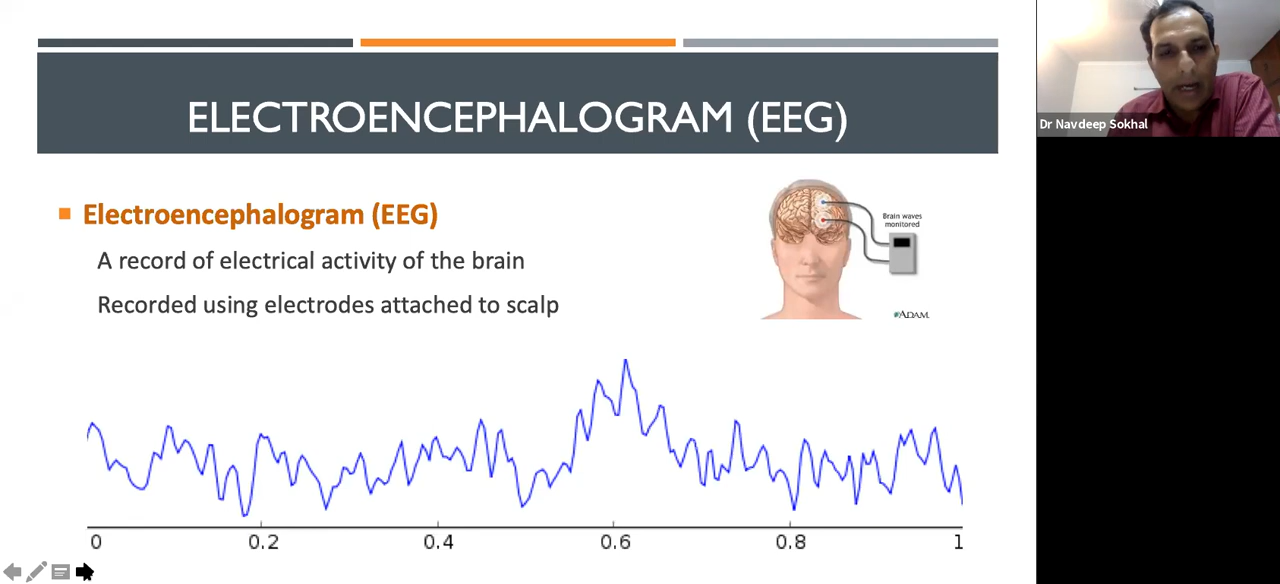 ELECTROENCEPHALOGRAM (EEG)
Dr Navdeep Sokhal
Electroencephalogram (EEG)
A record of electrical activity of the brain
Recorded using electrodes attached to scalp
Brain waves
monitored
ADAM.
0 0.2 0.4 0.6 0.8 1